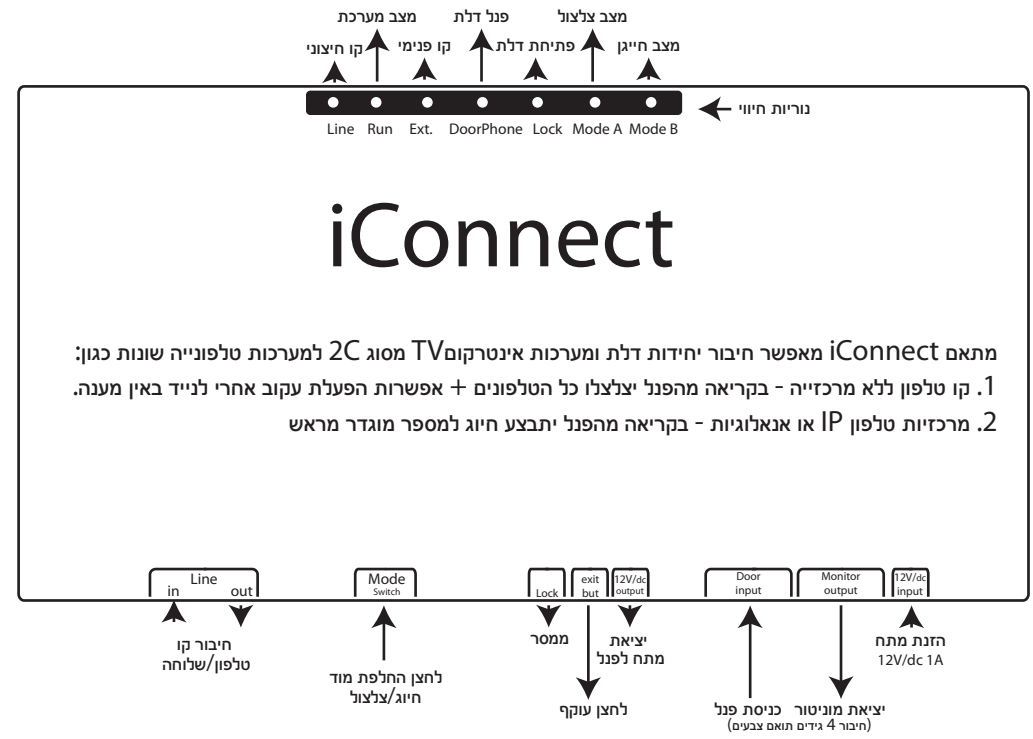 מצב מערכת
פנל דלת
מצב צלצול
קו חיצוני
קו פנימי
פתיחת דלת
מצב חייגן
נוריות חיווי
Line Run Ext. DoorPhone Lock Mode A Mode B
iConnect
מתאם iConnect מאפשר חיבור יחידות דלת ומערכות אינטרקוםTV מסוג 2C למערכות טלפונייה שונות כגון:
1. קו טלפון ללא מרכזייה - בקריאה מהפנל יצלצלו כל הטלפונים + אפשרות הפעלת עקוב אחרי לנייד באין מענה.
2. מרכזיות טלפון IP או אנאלוגיות - בקריאה מהפנל יתבצע חיוג למספר מוגדר מראש
Line
in out
Mode
Switch
Lock
exit
but
12V/dc
output
Door
input
Monitor
output
12V/dc
input
חיבור קו
טלפון/שלוחה
לחצן החלפת מוד
חיוג/צלצול
ממסר
לחצן עוקף
יציאת
מתח לפנל
כניסת פנל
יציאת מוניטור
(חיבור 4 גידים תואם צבעים)
הזנת מתח
12V/dc 1A